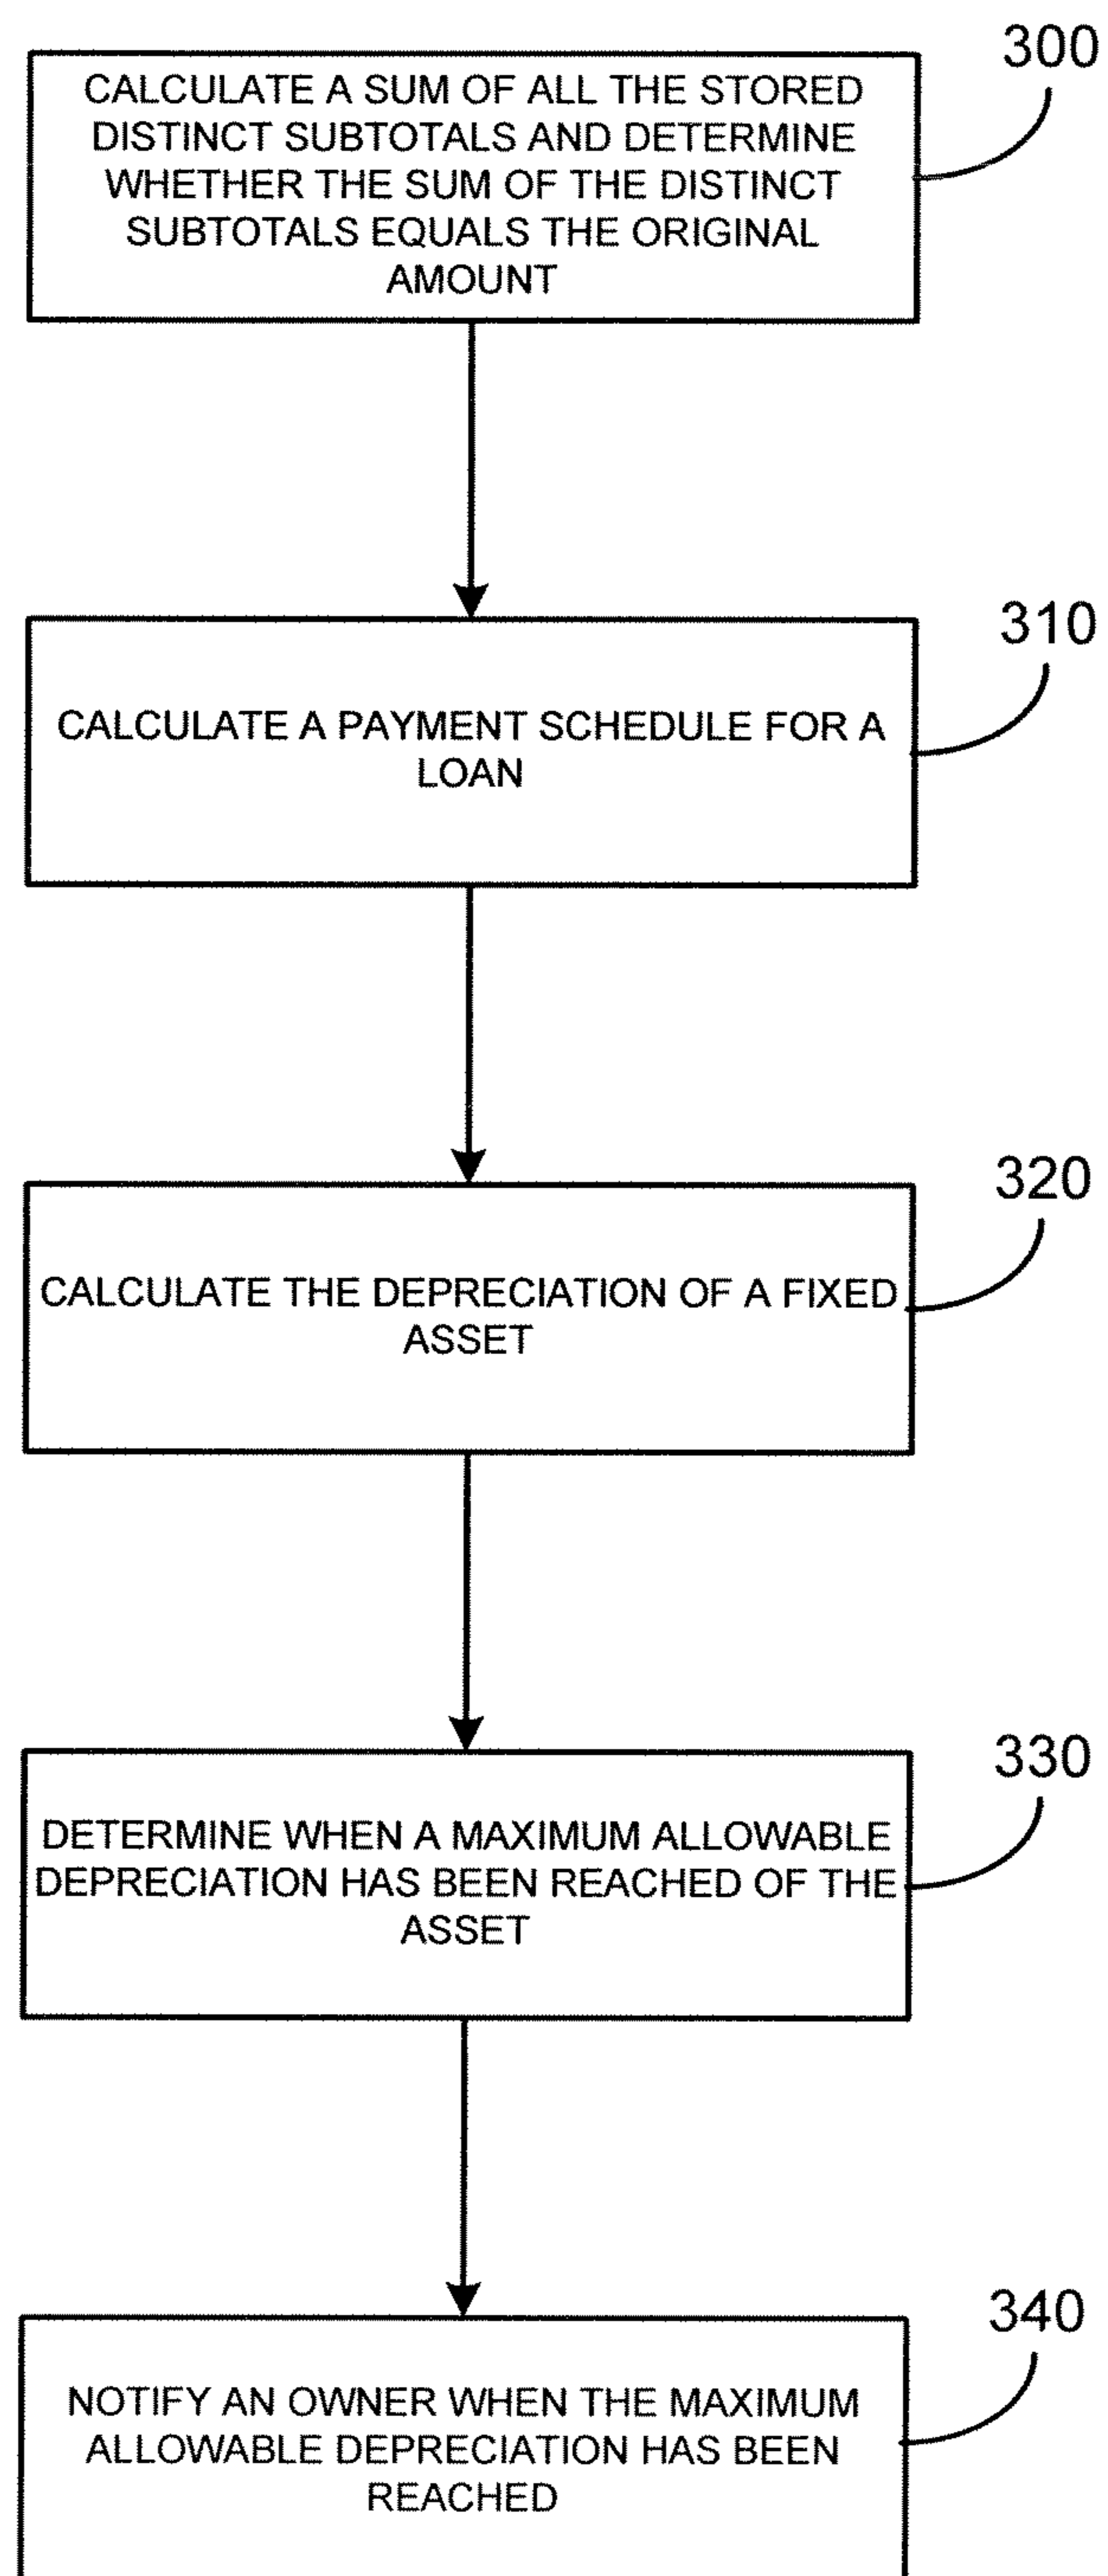 300
CALCULATE A SUM OF ALL THE STORED
DISTINCT SUBTOTALS AND DETERMINE
WHETHER THE SUM OF THE DISTINCT
SUBTOTALS EQUALS THE ORIGINAL
AMOUNT
310
CALCULATE A PAYMENT SCHEDULE FOR A
LOAN
320
CALCULATE THE DEPRECIATION OF A FIXED
ASSET
330
DETERMINE WHEN A MAXIMUM ALLOWABLE
DEPRECIATION HAS BEEN REACHED OF THE
ASSET
340
NOTIFY AN OWNER WHEN THE MAXIMUM
ALLOWABLE DEPRECIATION HAS BEEN
REACHED